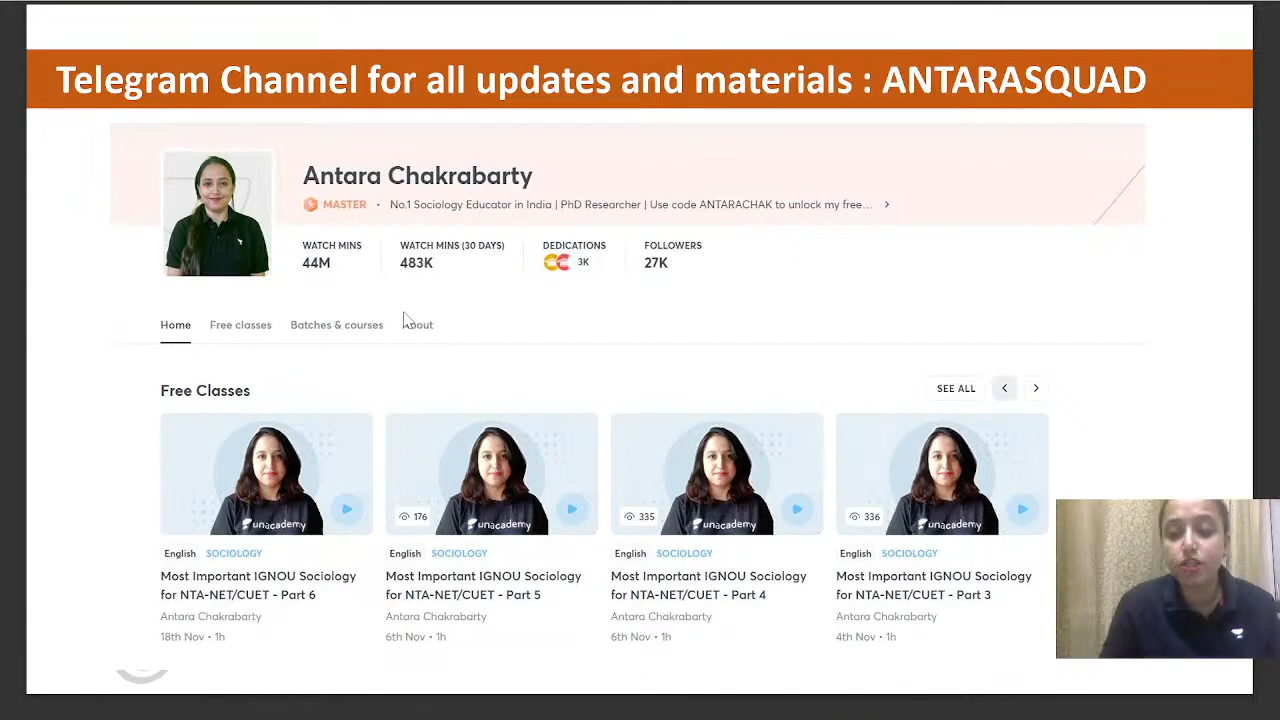 Telegram Channel for all updates and materials : ANTARASQUAD
Antara Chakrabarty
MASTER • No.1 Sociology Educator in India | PhD Researcher | Use code ANTARACHAK to unlock my free...
WATCH MINS WATCH MINS (30 DAYS) DEDICATIONS FOLLOWERS
44M 483K 3K 27K
Home Free classes Batches & courses About
Free Classes SEE ALL
176 335 336
unacademy unacademy unacademy unacademy
English SOCIOLOGY English SOCIOLOGY English SOCIOLOGY English SOCIOLOGY
Most Important IGNOU Sociology Most Important IGNOU Sociology Most Important IGNOU Sociology Most Important IGNOU Sociology
for NTA-NET/CUET - Part 6 for NTA-NET/CUET - Part 5 for NTA-NET/CUET - Part 4 for NTA-NET/CUET - Part 3
Antara Chakrabarty Antara Chakrabarty Antara Chakrabarty Antara Chakrabarty
18th Nov • 1h 6th Nov • 1h 6th Nov • 1h 4th Nov • 1h